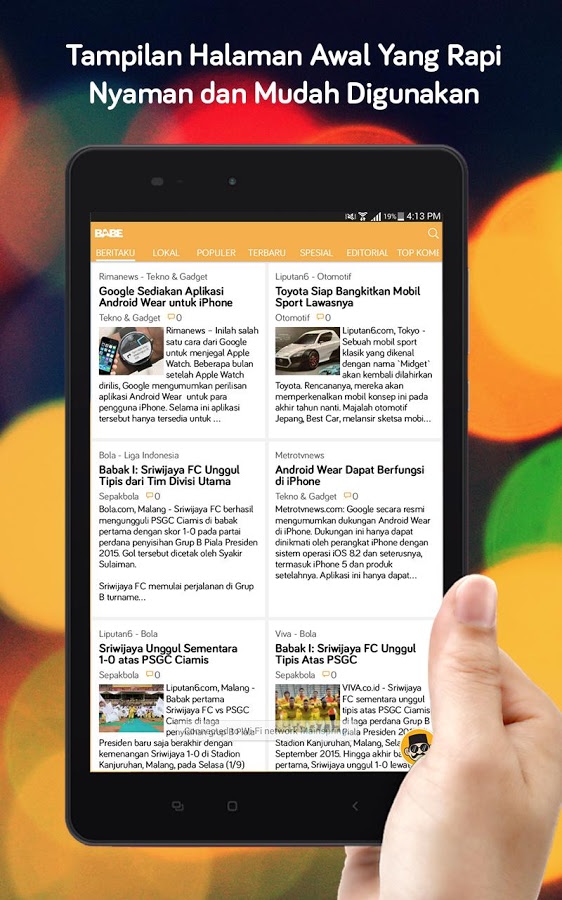 Tampilan Halaman Awal Yang Rapi
Nyaman dan Mudah Digunakan
19% 4:13 PM
BABE
BERITAKU LOKAL POPULER TERBARU SPESIAL EDITORIAL TOP KOMI
Rimanews - Tekno & Gadget
Google Sediakan Aplikasi
Android Wear untuk iPhone
Tekno & Gadget 0
Rimanews – Inilah salah
satu cara dari Google
untuk menjegal Apple
Watch. Beberapa bulan
setelah Apple Watch
dirilis, Google mengumumkan perilisan
aplikasi Android Wear untuk para
pengguna iPhone. Selama ini aplikasi
tersebut hanya tersedia untuk ...
Liputan6 - Otomotif
Toyota Siap Bangkitkan Mobil
Sport Lawasnya
Otomotif 0
Liputan6.com, Tokyo -
Sebuah mobil sport
klasik yang dikenal
dengan nama `Midget`
akan kembali dilahirkan
Toyota. Rencananya, mereka akan
memperkenalkan mobil konsep ini pada
akhir tahun nanti. Majalah otomotif
Jepang, Best Car, melansir sketsa mobi...
Bola - Liga Indonesia
Babak I: Sriwijaya FC Unggul
Tipis dari Tim Divisi Utama
Sepakbola 0
Bola.com, Malang - Sriwijaya FC berhasil
mengungguli PSGC Ciamis di babak
pertama dengan skor 1-0 pada partai
perdana penyisihan Grup B Piala Presiden
2015. Gol tersebut dicetak oleh Syakir
Sulaiman.
Sriwijaya FC memulai perjalanan di Grup
B turname...
Metrotvnews
Android Wear Dapat Berfungsi
di iPhone
Tekno & Gadget 0
Metrotvnews.com: Google secara resmi
mengumumkan dukungan Android Wear
di iPhone. Dukungan ini hanya dapat
dinikmati oleh perangkat iPhone dengan
sistem operasi iOS 8.2 dan seterusnya,
termasuk iPhone 5 dan produk
setelahnya. Aplikasi ini hanya dapat...
Liputan6 - Bola
Sriwijaya Unggul Sementara
1-0 atas PSGC Ciamis
Sepakbola 0
Liputan6.com, Malang -
Babak pertama
Sriwijaya FC vs PSGC
Ciamis di laga
penyisihan grup B Piala
Presiden baru saja berakhir dengan
kemenangan Sriwijaya 1-0 di Stadion
Kanjuruhan, Malang, pada Selasa (1/9)
Viva - Bola
Babak I: Sriwijaya FC Unggul
Tipis Atas PSGC
Sepakbola 0
VIVA.co.id - Sriwijaya
FC sementara unggul
tipis atas PSGC Ciamis
di laga perdana Grup B
Piala Presiden
Stadion Kanjuruhan, Malang,
September 2015. Hingga akhir
pertama, Sriwijaya unggul 1-0
Connected to WiFi network